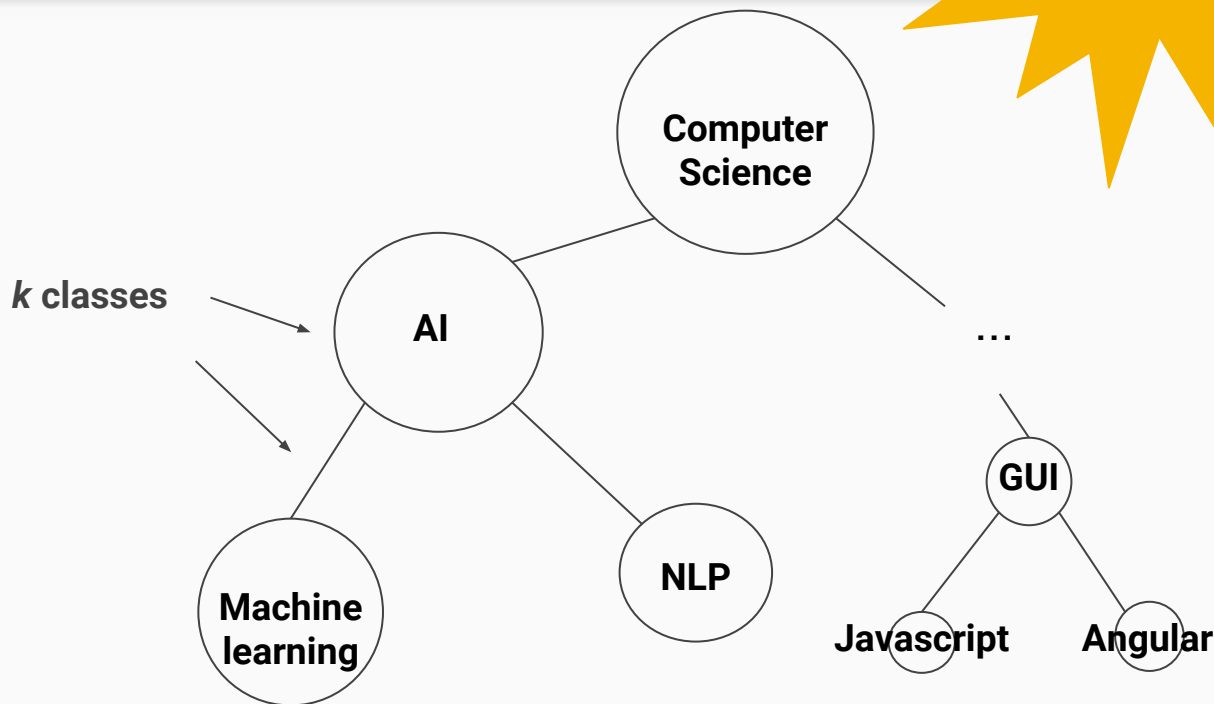 Computer
Science
k classes
AI
...
GUI
NLP
Machine
learning
Javascript
Angular